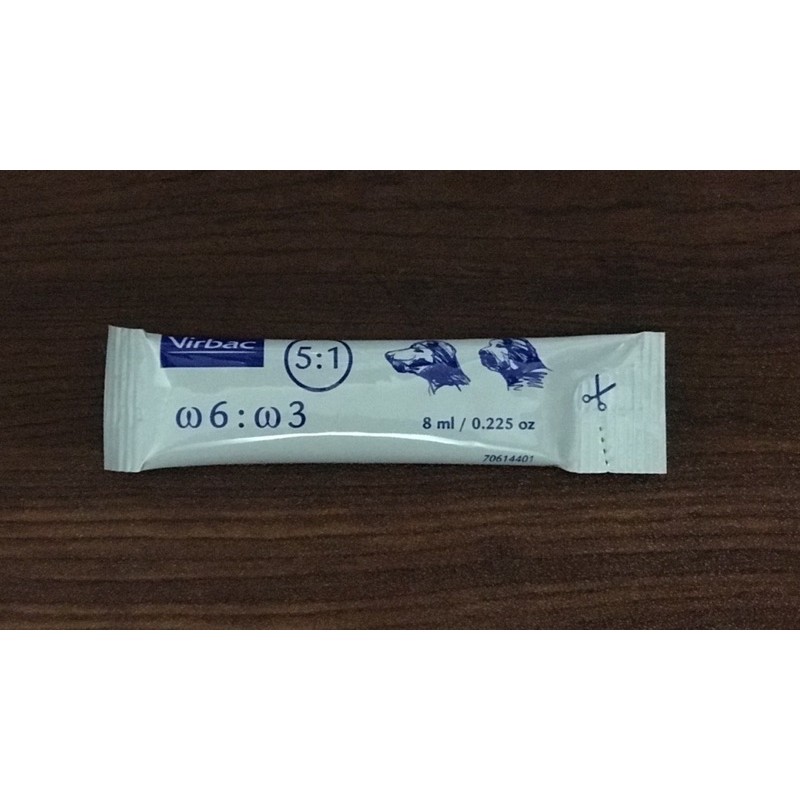 Virbac
5:1
ω6:ω3
8 ml / 0.225 oz
70614401